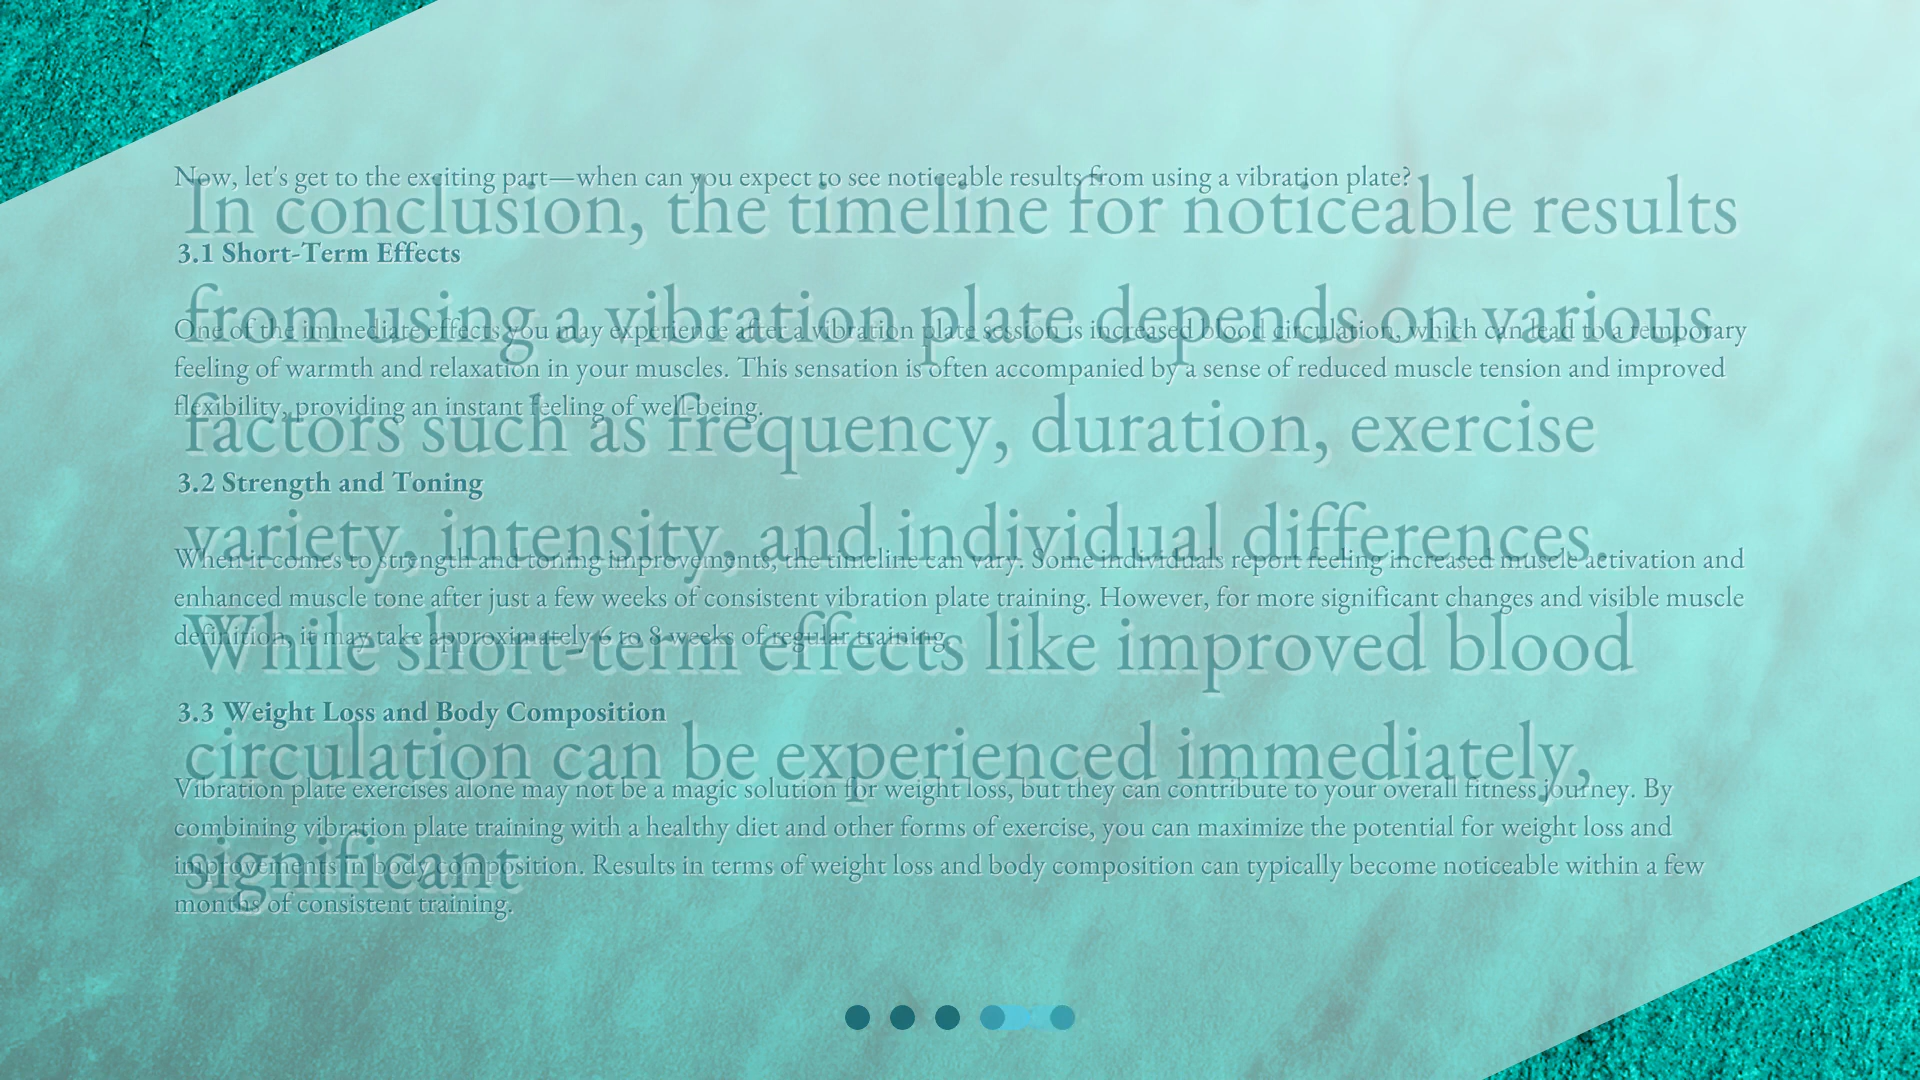 Now, let's get to the exciting part—when can you expect to see noticeable results from using a vibration plate?
3.1 Short-Term Effects
One of the immediate effects you may experience after a vibration plate session is increased blood circulation, which can lead to a temporary
feeling of warmth and relaxation in your muscles. This sensation is often accompanied by a sense of reduced muscle tension and improved
flexibility, providing an instant feeling of well-being.
3.2 Strength and Toning
When it comes to strength and toning improvements, the timeline can vary. Some individuals report feeling increased muscle activation and
enhanced muscle tone after just a few weeks of consistent vibration plate training. However, for more significant changes and visible muscle
definition, it may take approximately 6 to 8 weeks of regular training.
3.3 Weight Loss and Body Composition
Vibration plate exercises alone may not be a magic solution for weight loss, but they can contribute to your overall fitness journey. By
combining vibration plate training with a healthy diet and other forms of exercise, you can maximize the potential for weight loss and
improvements in body composition. Results in terms of weight loss and body composition can typically become noticeable within a few
months of consistent training.
In conclusion, the timeline for noticeable results
from using a vibration plate depends on various
factors such as frequency, duration, exercise
variety, intensity, and individual differences.
While short-term effects like improved blood
circulation can be experienced immediately,
significant